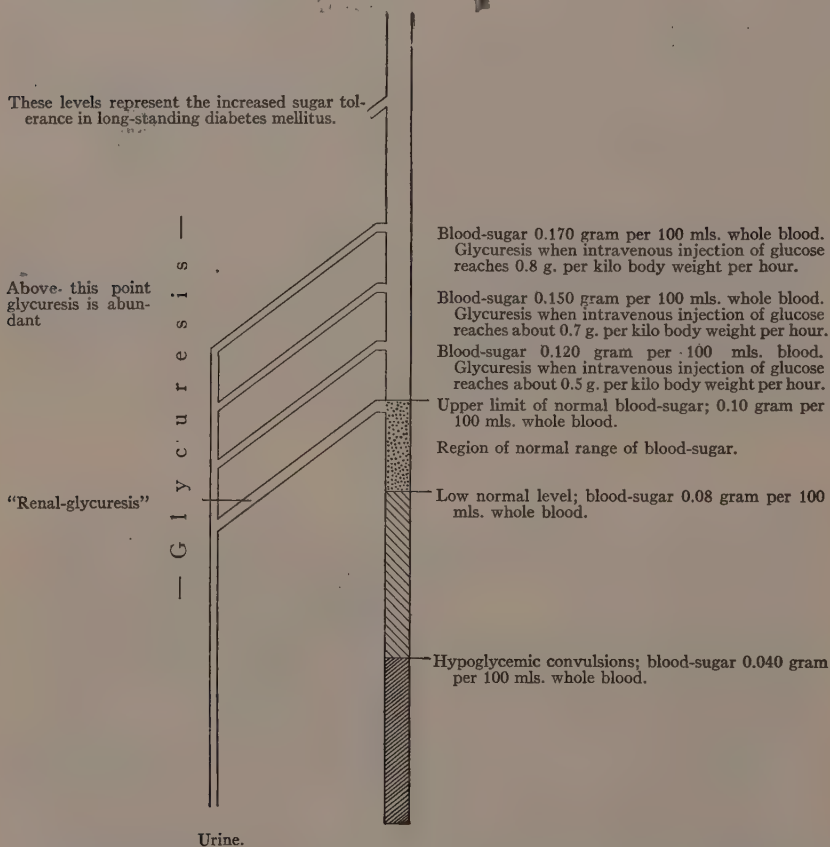 These levels represent the increased sugar tol-
erance in long-standing diabetes mellitus.
Above this point
glycuresis is abun-
dant
— Glycuresis —
"Renal-glycuresis"
Blood-sugar 0.170 gram per 100 mls. whole blood.
Glycuresis when intravenous injection of glucose
reaches 0.8 g. per kilo body weight per hour.
Blood-sugar 0.150 gram per 100 mls. whole blood.
Glycuresis when intravenous injection of glucose
reaches about 0.7 g. per kilo body weight per hour.
Blood-sugar 0.120 gram per 100 mls. blood.
Glycuresis when intravenous injection of glucose
reaches about 0.5 g. per kilo body weight per hour.
Upper limit of normal blood-sugar; 0.10 gram per
100 mls. whole blood.
Region of normal range of blood-sugar.
Low normal level; blood-sugar 0.08 gram per 100
mls. whole blood.
Hypoglycemic convulsions; blood-sugar 0.040 gram
per 100 mls. whole blood.
Urine.